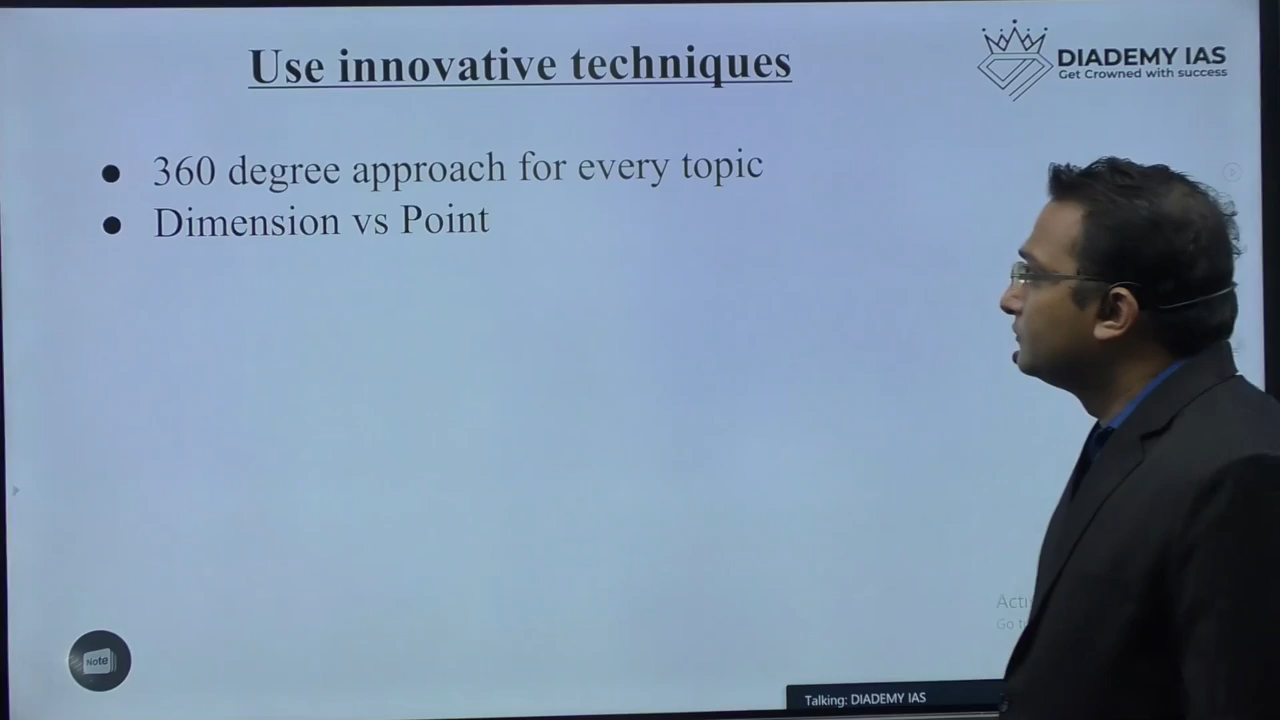 Use innovative techniques
DIADEMY IAS
Get Crowned with success
● 360 degree approach for every topic
● Dimension vs Point
Note
Talking: DIADEMY IAS